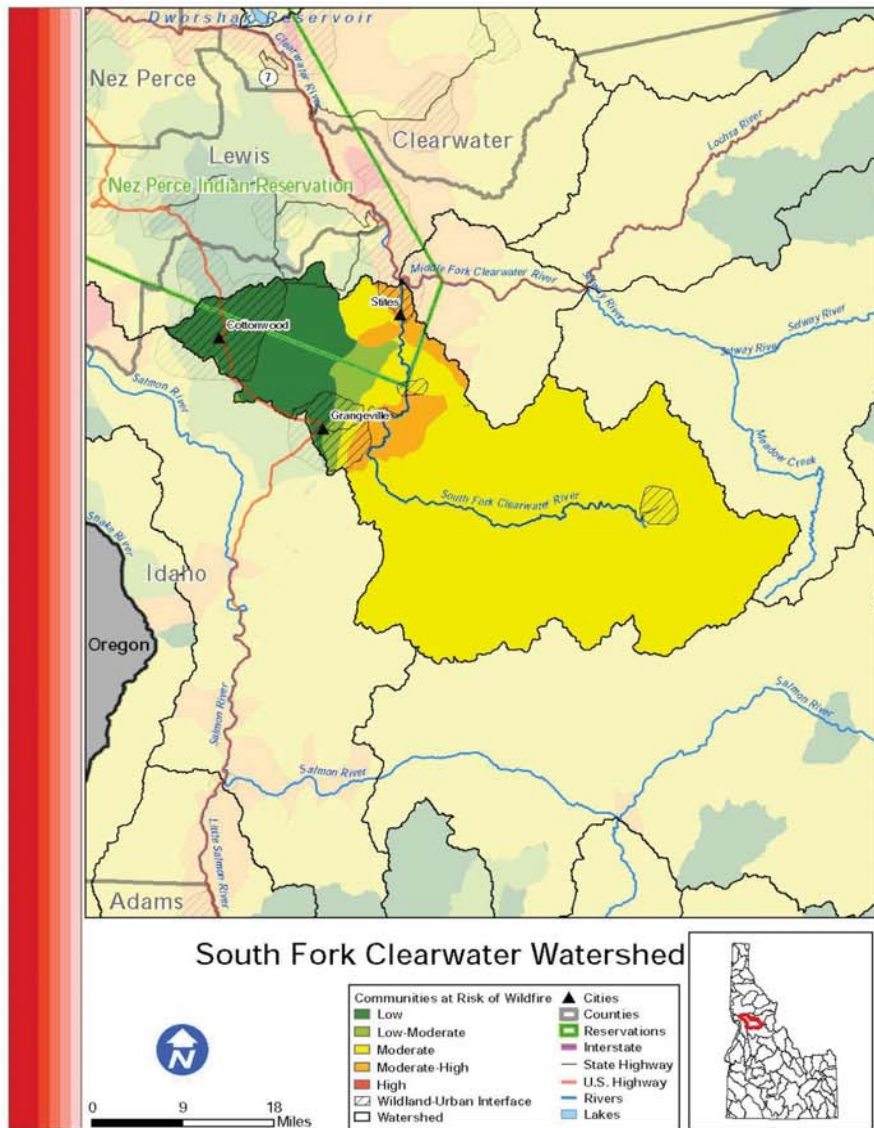 Dworshak Reservoir
Nez Perce
7
Clearwater River
Clearwater
Lochsa River
Lewis
Nez Perce Indian Reservation
Middle Fork Clearwater River
Selway River
Stites
Selway River
Cottonwood
Selway River
Salmon River
Grangeville
Meadow Creek
South Fork Clearwater River
Snake River
Idaho
Oregon
Salmon River
Salmon River
Salmon River
Little Salmon River
Adams
South Fork Clearwater Watershed
N
0 9 18
Miles
Communities at Risk of Wildfire
Low
Low-Moderate
Moderate
Moderate-High
High
Wildland-Urban Interface
Watershed
Cities
Counties
Reservations
Interstate
State Highway
U.S. Highway
Rivers
Lakes